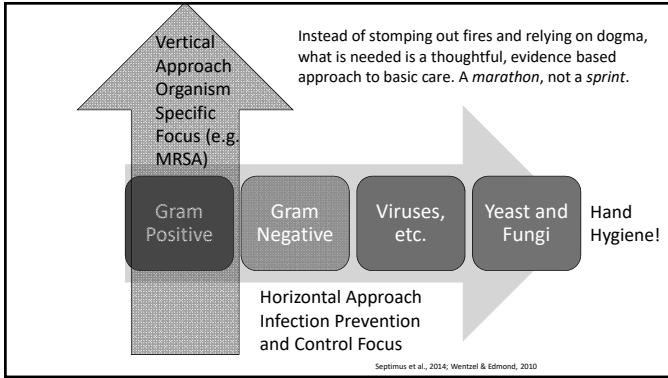 Vertical
Approach
Organism
Specific
Focus (e.g.
MRSA)
Instead of stomping out fires and relying on dogma,
what is needed is a thoughtful, evidence based
approach to basic care. A marathon, not a sprint.
Gram
Positive
Gram
Negative
Viruses,
etc.
Yeast and
Fungi
Hand
Hygiene!
Horizontal Approach
Infection Prevention
and Control Focus
Septimus et al., 2014; Wentzel & Edmond, 2010